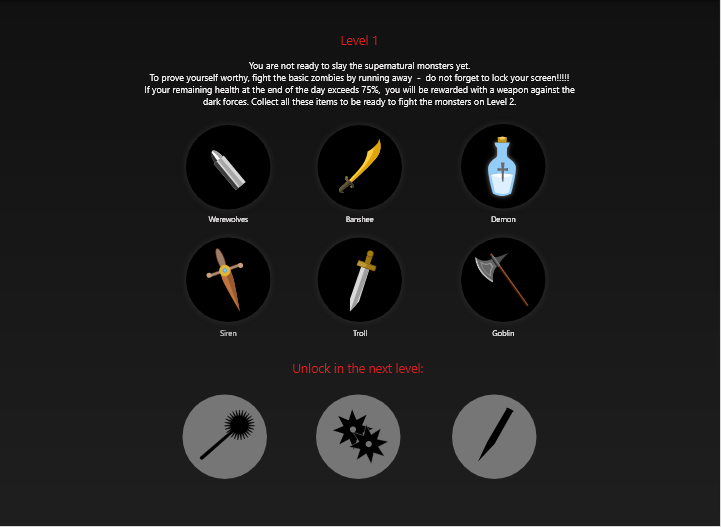 Level 1
You are not ready to slay the supernatural monsters yet.
To prove yourself worthy, fight the basic zombies by running away - do not forget to lock your screen!!!!!
If your remaining health at the end of the day exceeds 75%, you will be rewarded with a weapon against the
dark forces. Collect all these items to be ready to fight the monsters on Level 2.
Werewolves
Banshee
Demon
Siren
Troll
Goblin
Unlock in the next level: